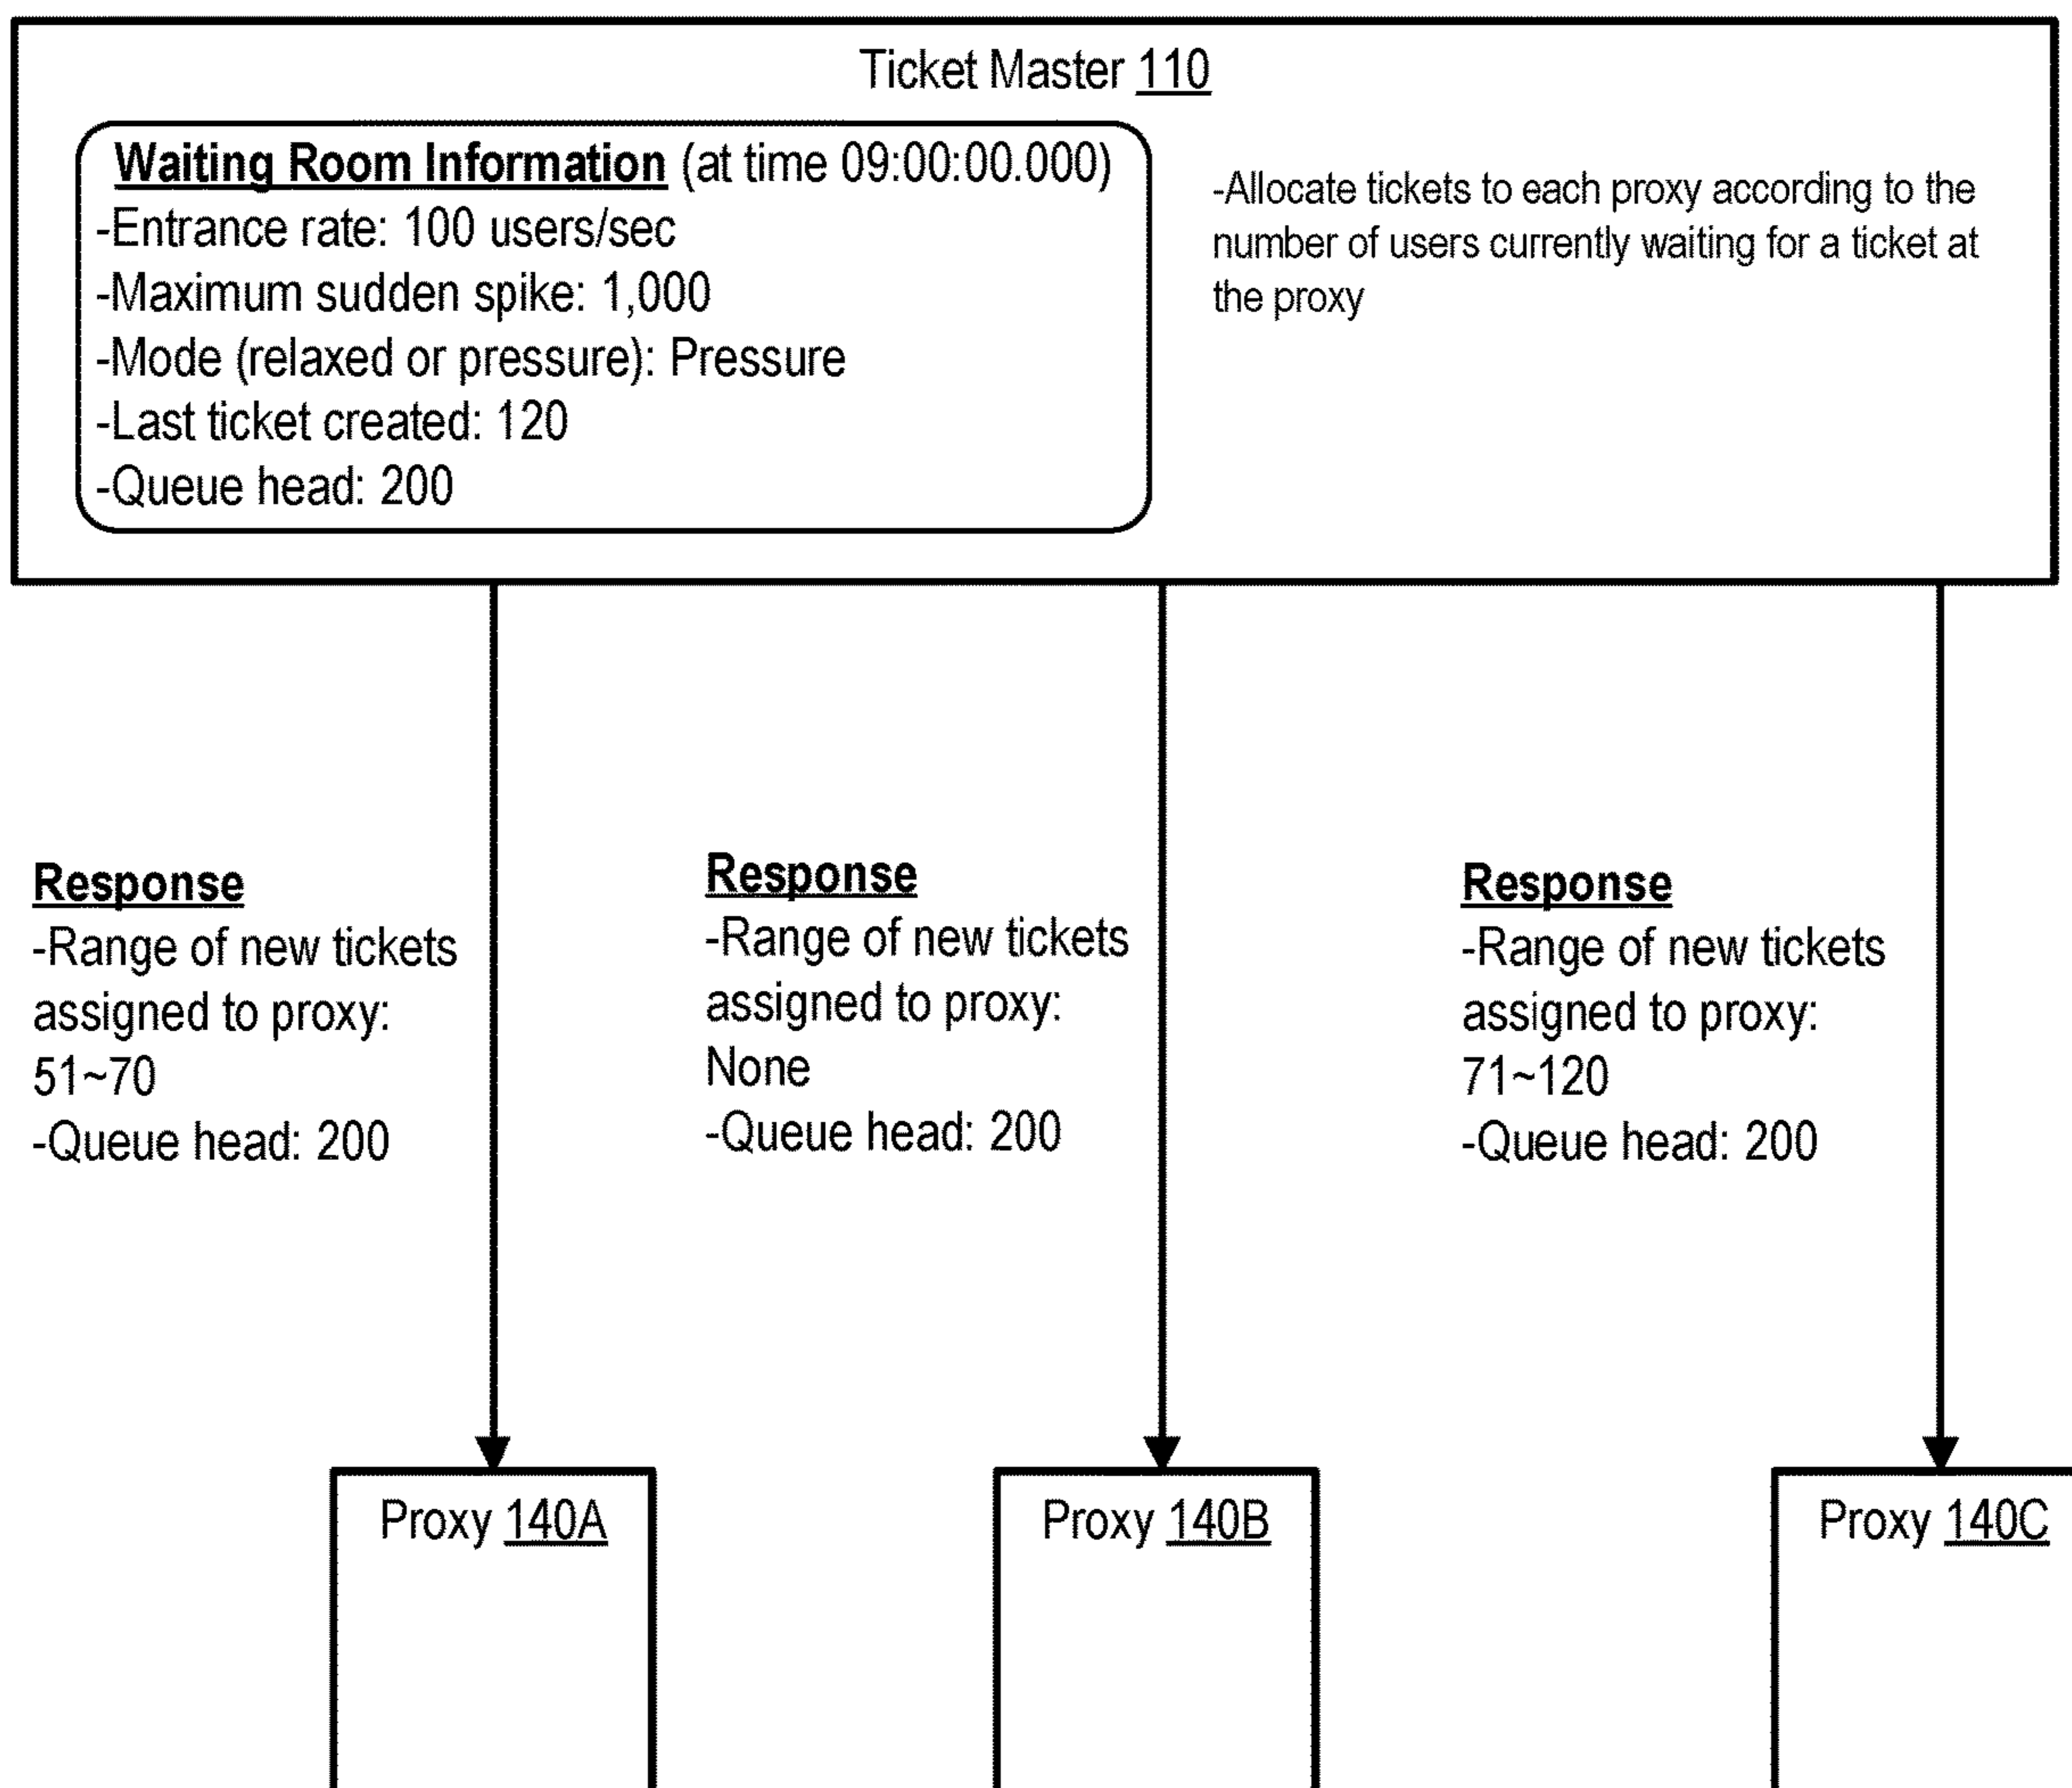 Ticket Master 110
Waiting Room Information (at time 09:00:00.000)
-Entrance rate: 100 users/sec
-Maximum sudden spike: 1,000
-Mode (relaxed or pressure): Pressure
-Last ticket created: 120
-Queue head: 200
-Allocate tickets to each proxy according to the
number of users currently waiting for a ticket at
the proxy
Response
-Range of new tickets
assigned to proxy:
51~70
-Queue head: 200
Response
-Range of new tickets
assigned to proxy:
None
-Queue head: 200
Response
-Range of new tickets
assigned to proxy:
71~120
-Queue head: 200
Proxy 140A
Proxy 140B
Proxy 140C